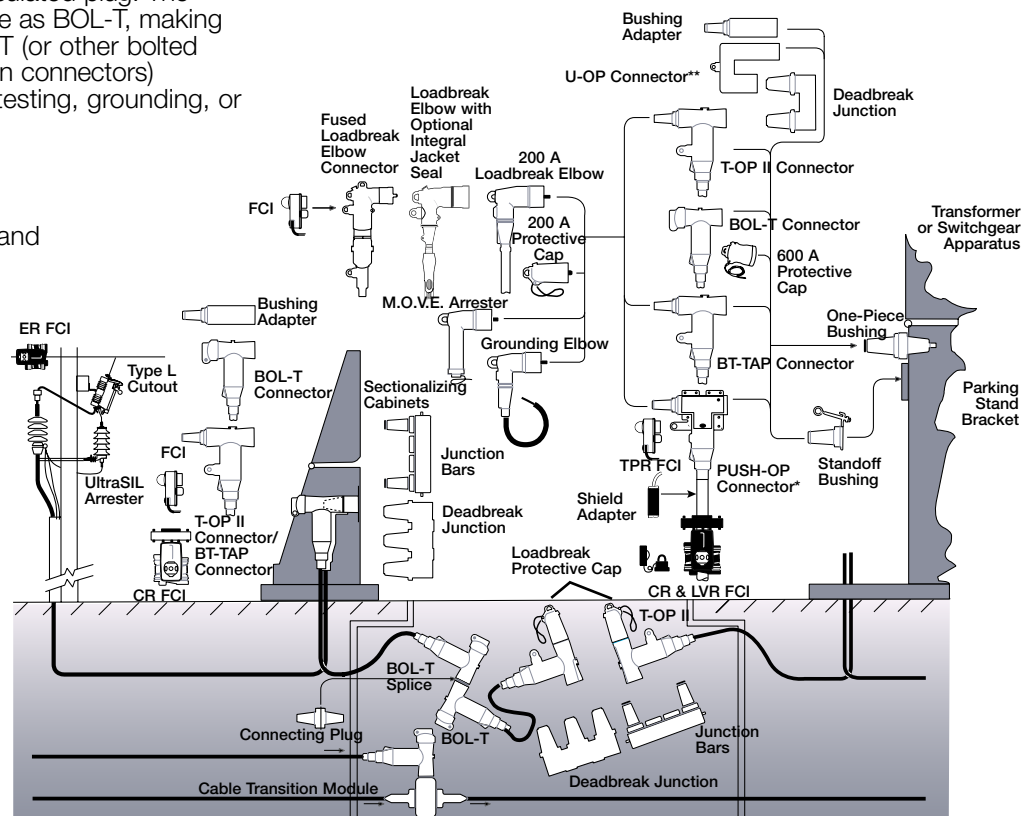 ulated plug. The
e as BOL-T, making
T (or other bolted
n connectors)
testing, grounding, or
and
Bushing
Adapter
U-OP Connector**
Deadbreak
Junction
Loadbreak
Elbow with
Optional
Integral
Jacket
Seal
Fused
Loadbreak
Elbow
Connector
200 A
Loadbreak Elbow
FCI
200 A
Protective
Cap
T-OP II Connector
BOL-T Connector
600 A
Protective
Cap
Transformer
or Switchgear
Apparatus
M.O.V.E. Arrester
Grounding Elbow
One-Piece
Bushing
BT-TAP Connector
Parking
Stand
Bracket
ER FCI
Type L
Cutout
Bushing
Adapter
BOL-T
Connector
Sectionalizing
Cabinets
Junction
Bars
FCI
UltraSIL
Arrester
T-OP II
Connector/
BT-TAP
Connector
CR FCI
Deadbreak
Junction
TPR FCI
PUSH-OP
Connector*
Standoff
Bushing
Shield
Adapter
Loadbreak
Protective Cap
CR & LVR FCI
T-OP II
BOL-T
Splice
Connecting Plug
BOL-T
Junction
Bars
Deadbreak Junction
Cable Transition Module